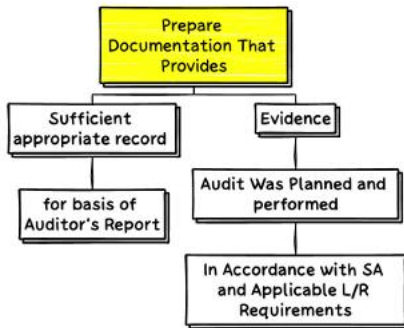 Prepare
Documentation That
Provides
Sufficient
appropriate record
Evidence
for basis of
Auditor's Report
Audit Was Planned and
performed
In Accordance with SA
and Applicable L/R
Requirements